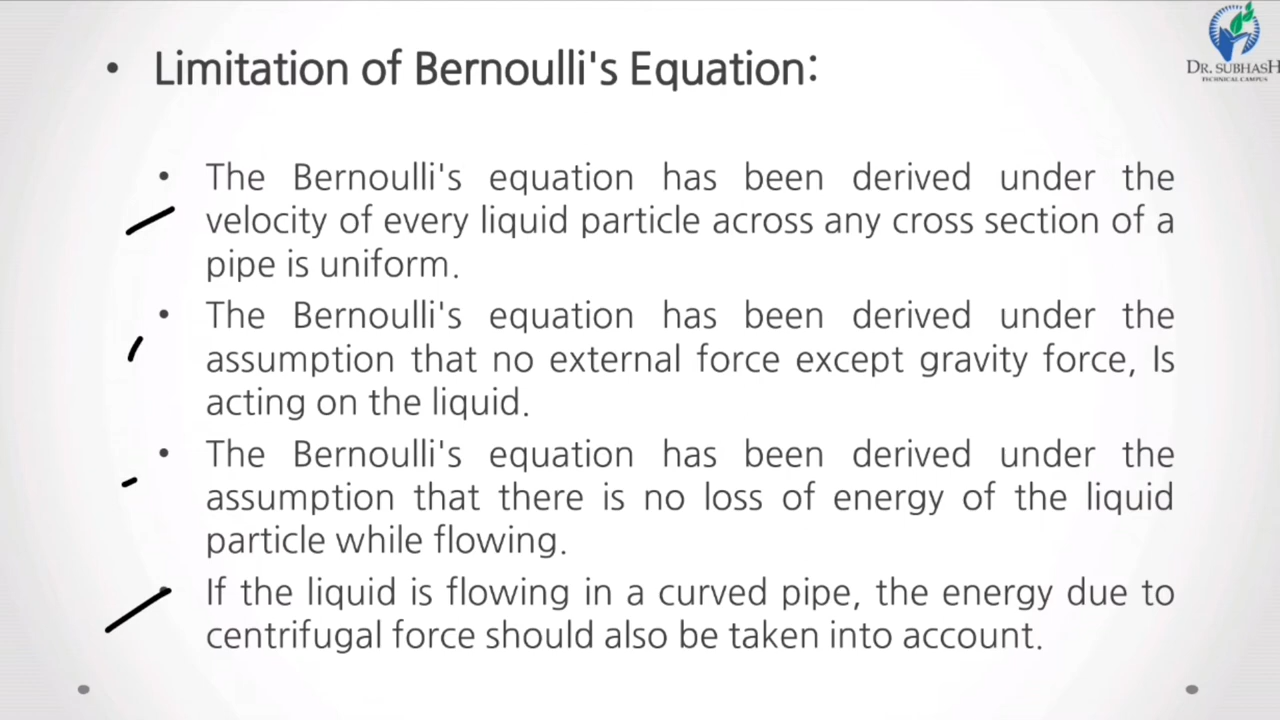 • Limitation of Bernoulli's Equation:
DR. SUBHASH
TECHNICAL CAMPUS
• The Bernoulli's equation has been derived under the
velocity of every liquid particle across any cross section of a
pipe is uniform.
• The Bernoulli's equation has been derived under the
assumption that no external force except gravity force, Is
acting on the liquid.
• The Bernoulli's equation has been derived under the
assumption that there is no loss of energy of the liquid
particle while flowing.
• If the liquid is flowing in a curved pipe, the energy due to
centrifugal force should also be taken into account.